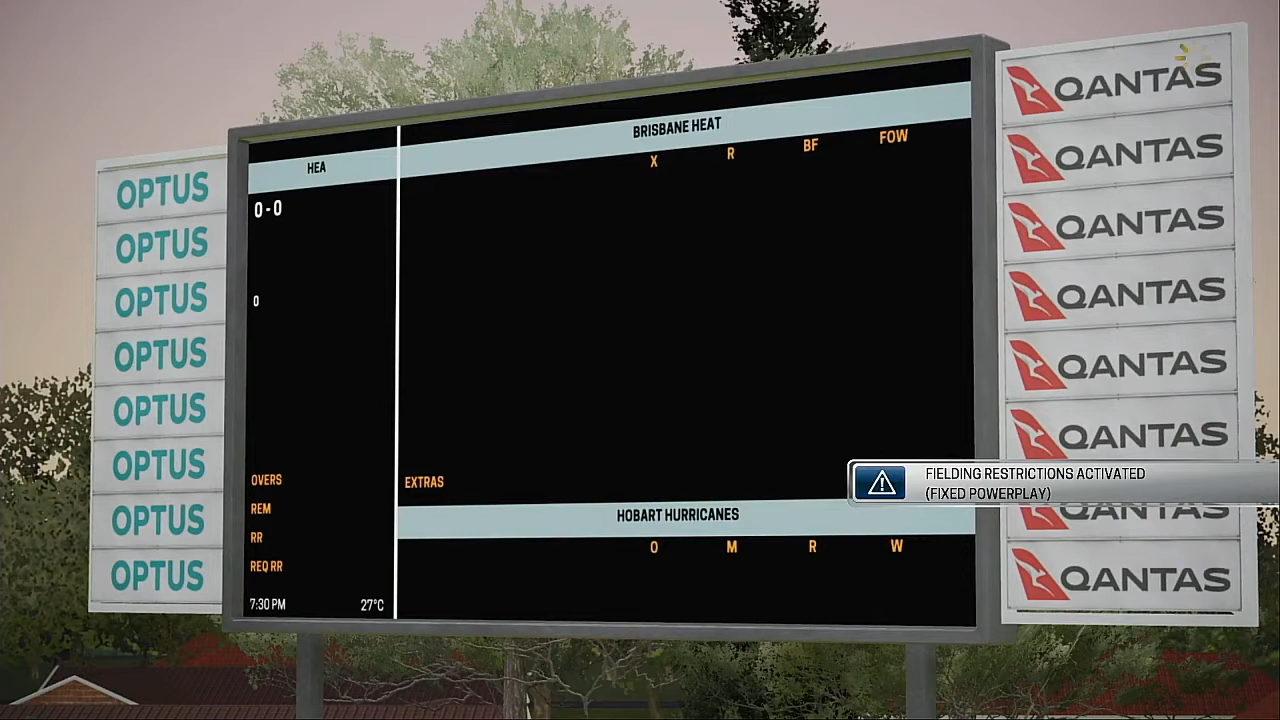 OPTUS
OPTUS
OPTUS
OPTUS
OPTUS
OPTUS
OPTUS
OPTUS
HEA
0-0
0
OVERS
REM
RR
REQ RR
7:30 PM 27°C
BRISBANE HEAT
X R BF FOW
EXTRAS
HOBART HURRICANES
O M R W
QANTAS
QANTAS
QANTAS
QANTAS
QANTAS
QANTAS
FIELDING RESTRICTIONS ACTIVATED
(FIXED POWERPLAY)
QANTAS
QANTAS